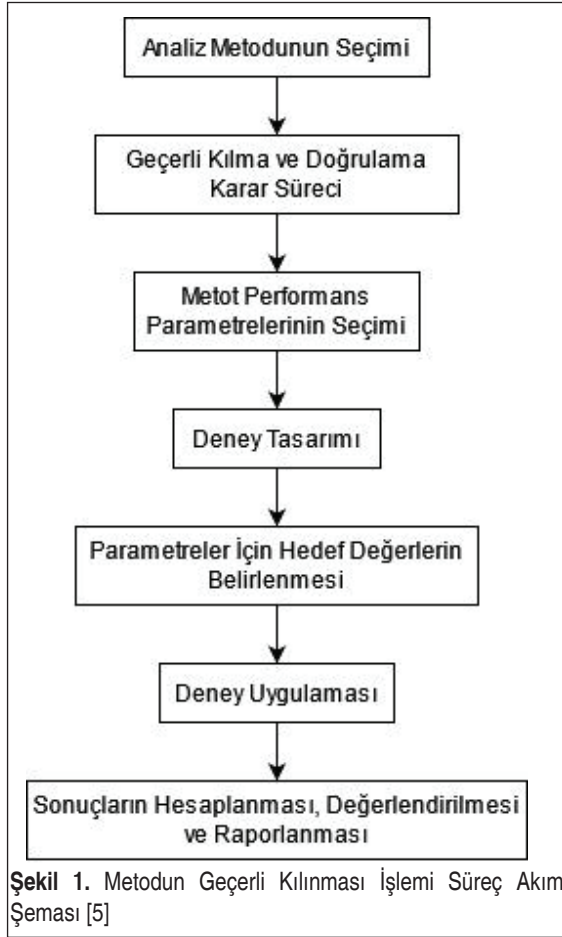 Analiz Metodunun Seçimi
Geçerli Kılma ve Doğrulama
Karar Süreci
Metot Performans
Parametrelerinin Seçimi
Deney Tasarımı
Parametreler İçin Hedef Değerlerin
Belirlenmesi
Deney Uygulaması
Sonuçların Hesaplanması, Değerlendirilmesi
ve Raporlanması
Şekil 1. Metodun Geçerli Kılınması İşlemi Süreç Akım
Şeması [5]